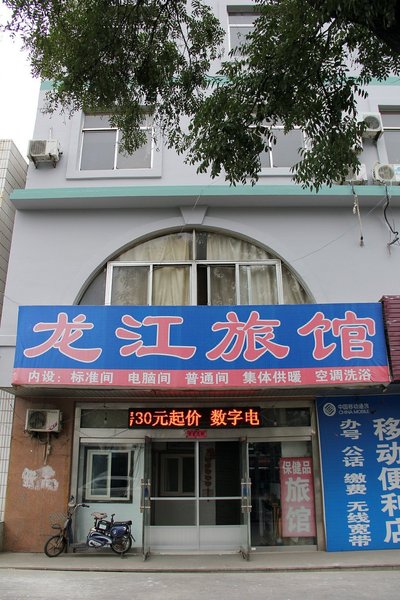 龙江旅馆
内设：标准间 电脑间 普通间 集体供暖 空调洗浴
30元起价 数字电
中国移动通信
CHINA MOBILE
移动便利店
办号 公话 缴费 无线宽带
保健品
旅馆